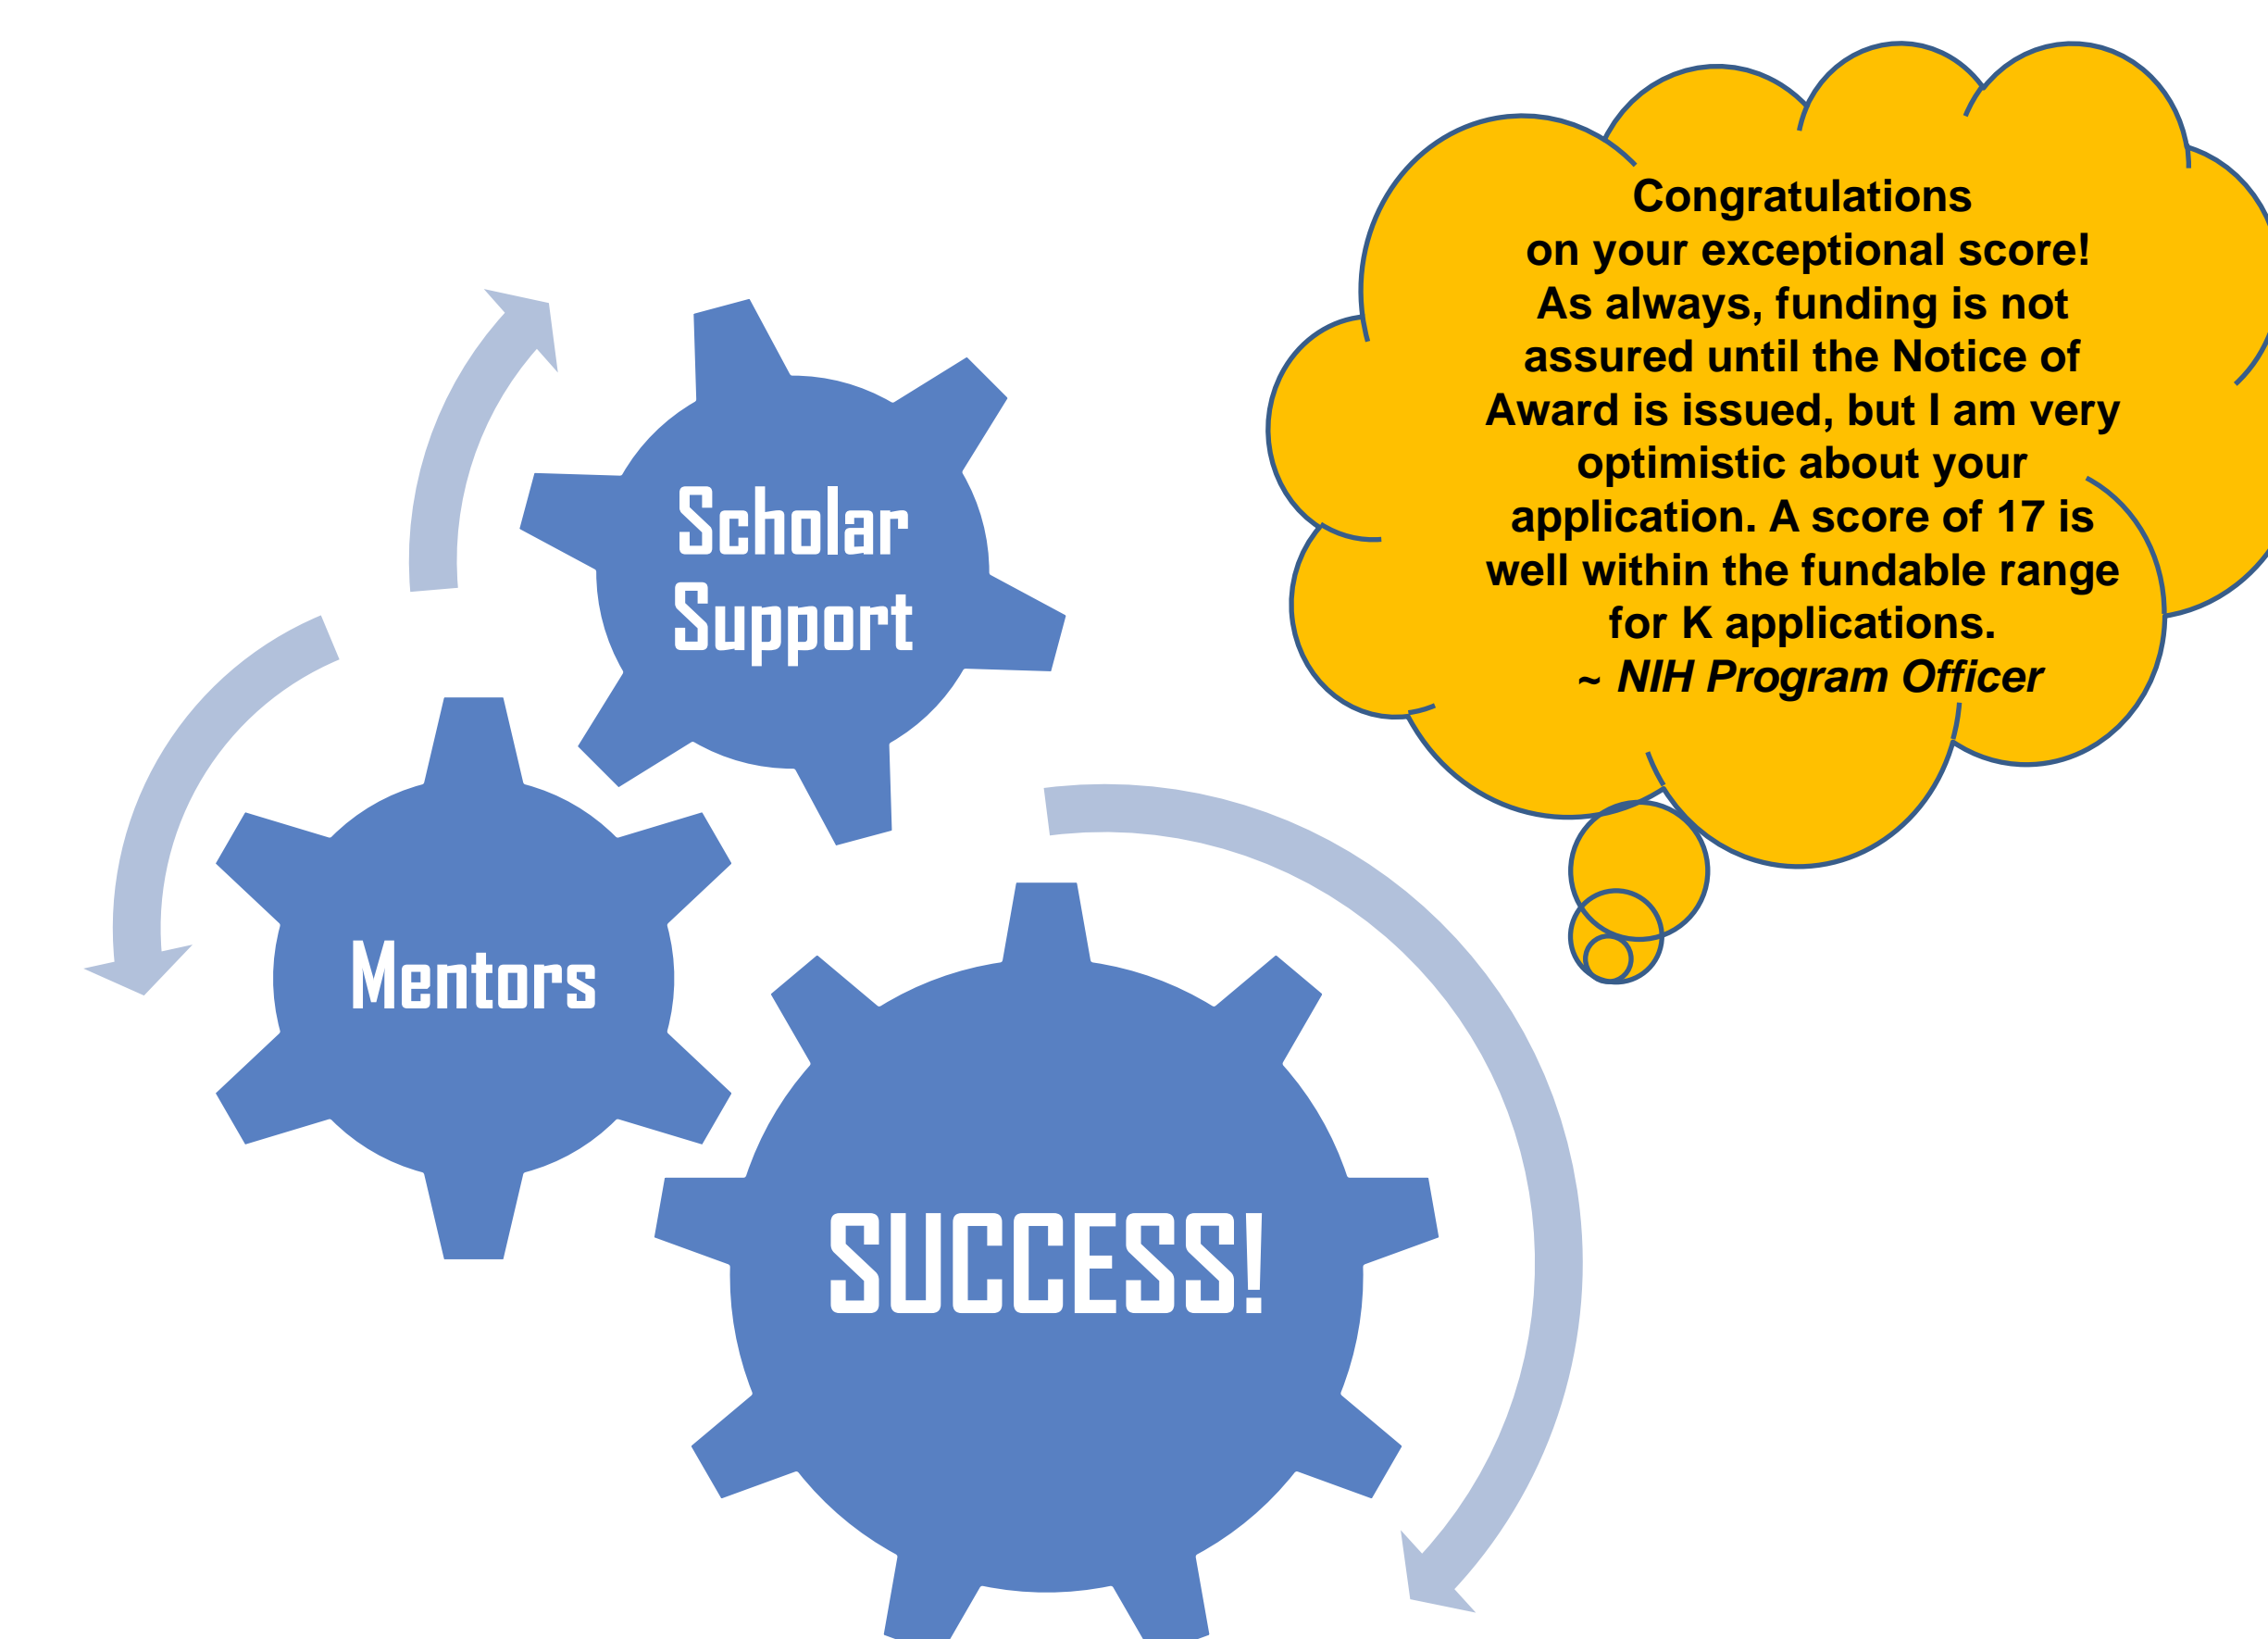 Congratulations
on your exceptional score!
As always, funding is not
assured until the Notice of
Award is issued, but I am very
optimistic about your
application. A score of 17 is
well within the fundable range
for K applications.
~ NIH Program Officer
Scholar
Support
Mentors
SUCCESS!